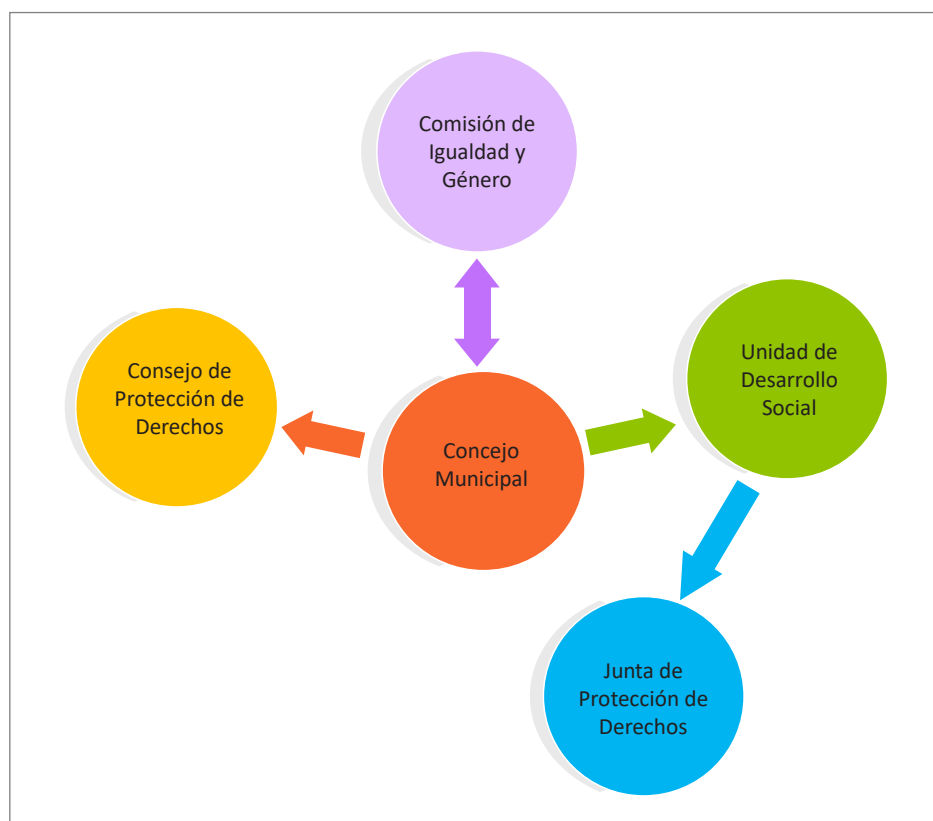 Comisión de
Igualdad y
Género
Consejo de
Protección de
Derechos
Unidad de
Desarrollo
Social
Concejo
Municipal
Junta de
Protección de
Derechos